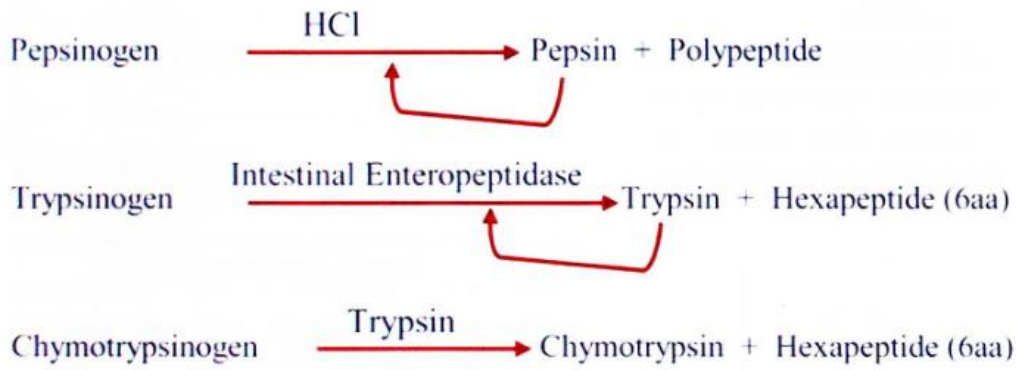 HCl
Pepsinogen Pepsin + Polypeptide
Intestinal Enteropeptidase
Trypsinogen Trypsin + Hexapeptide (6aa)
Trypsin
Chymotrypsinogen Chymotrypsin + Hexapeptide (6aa)